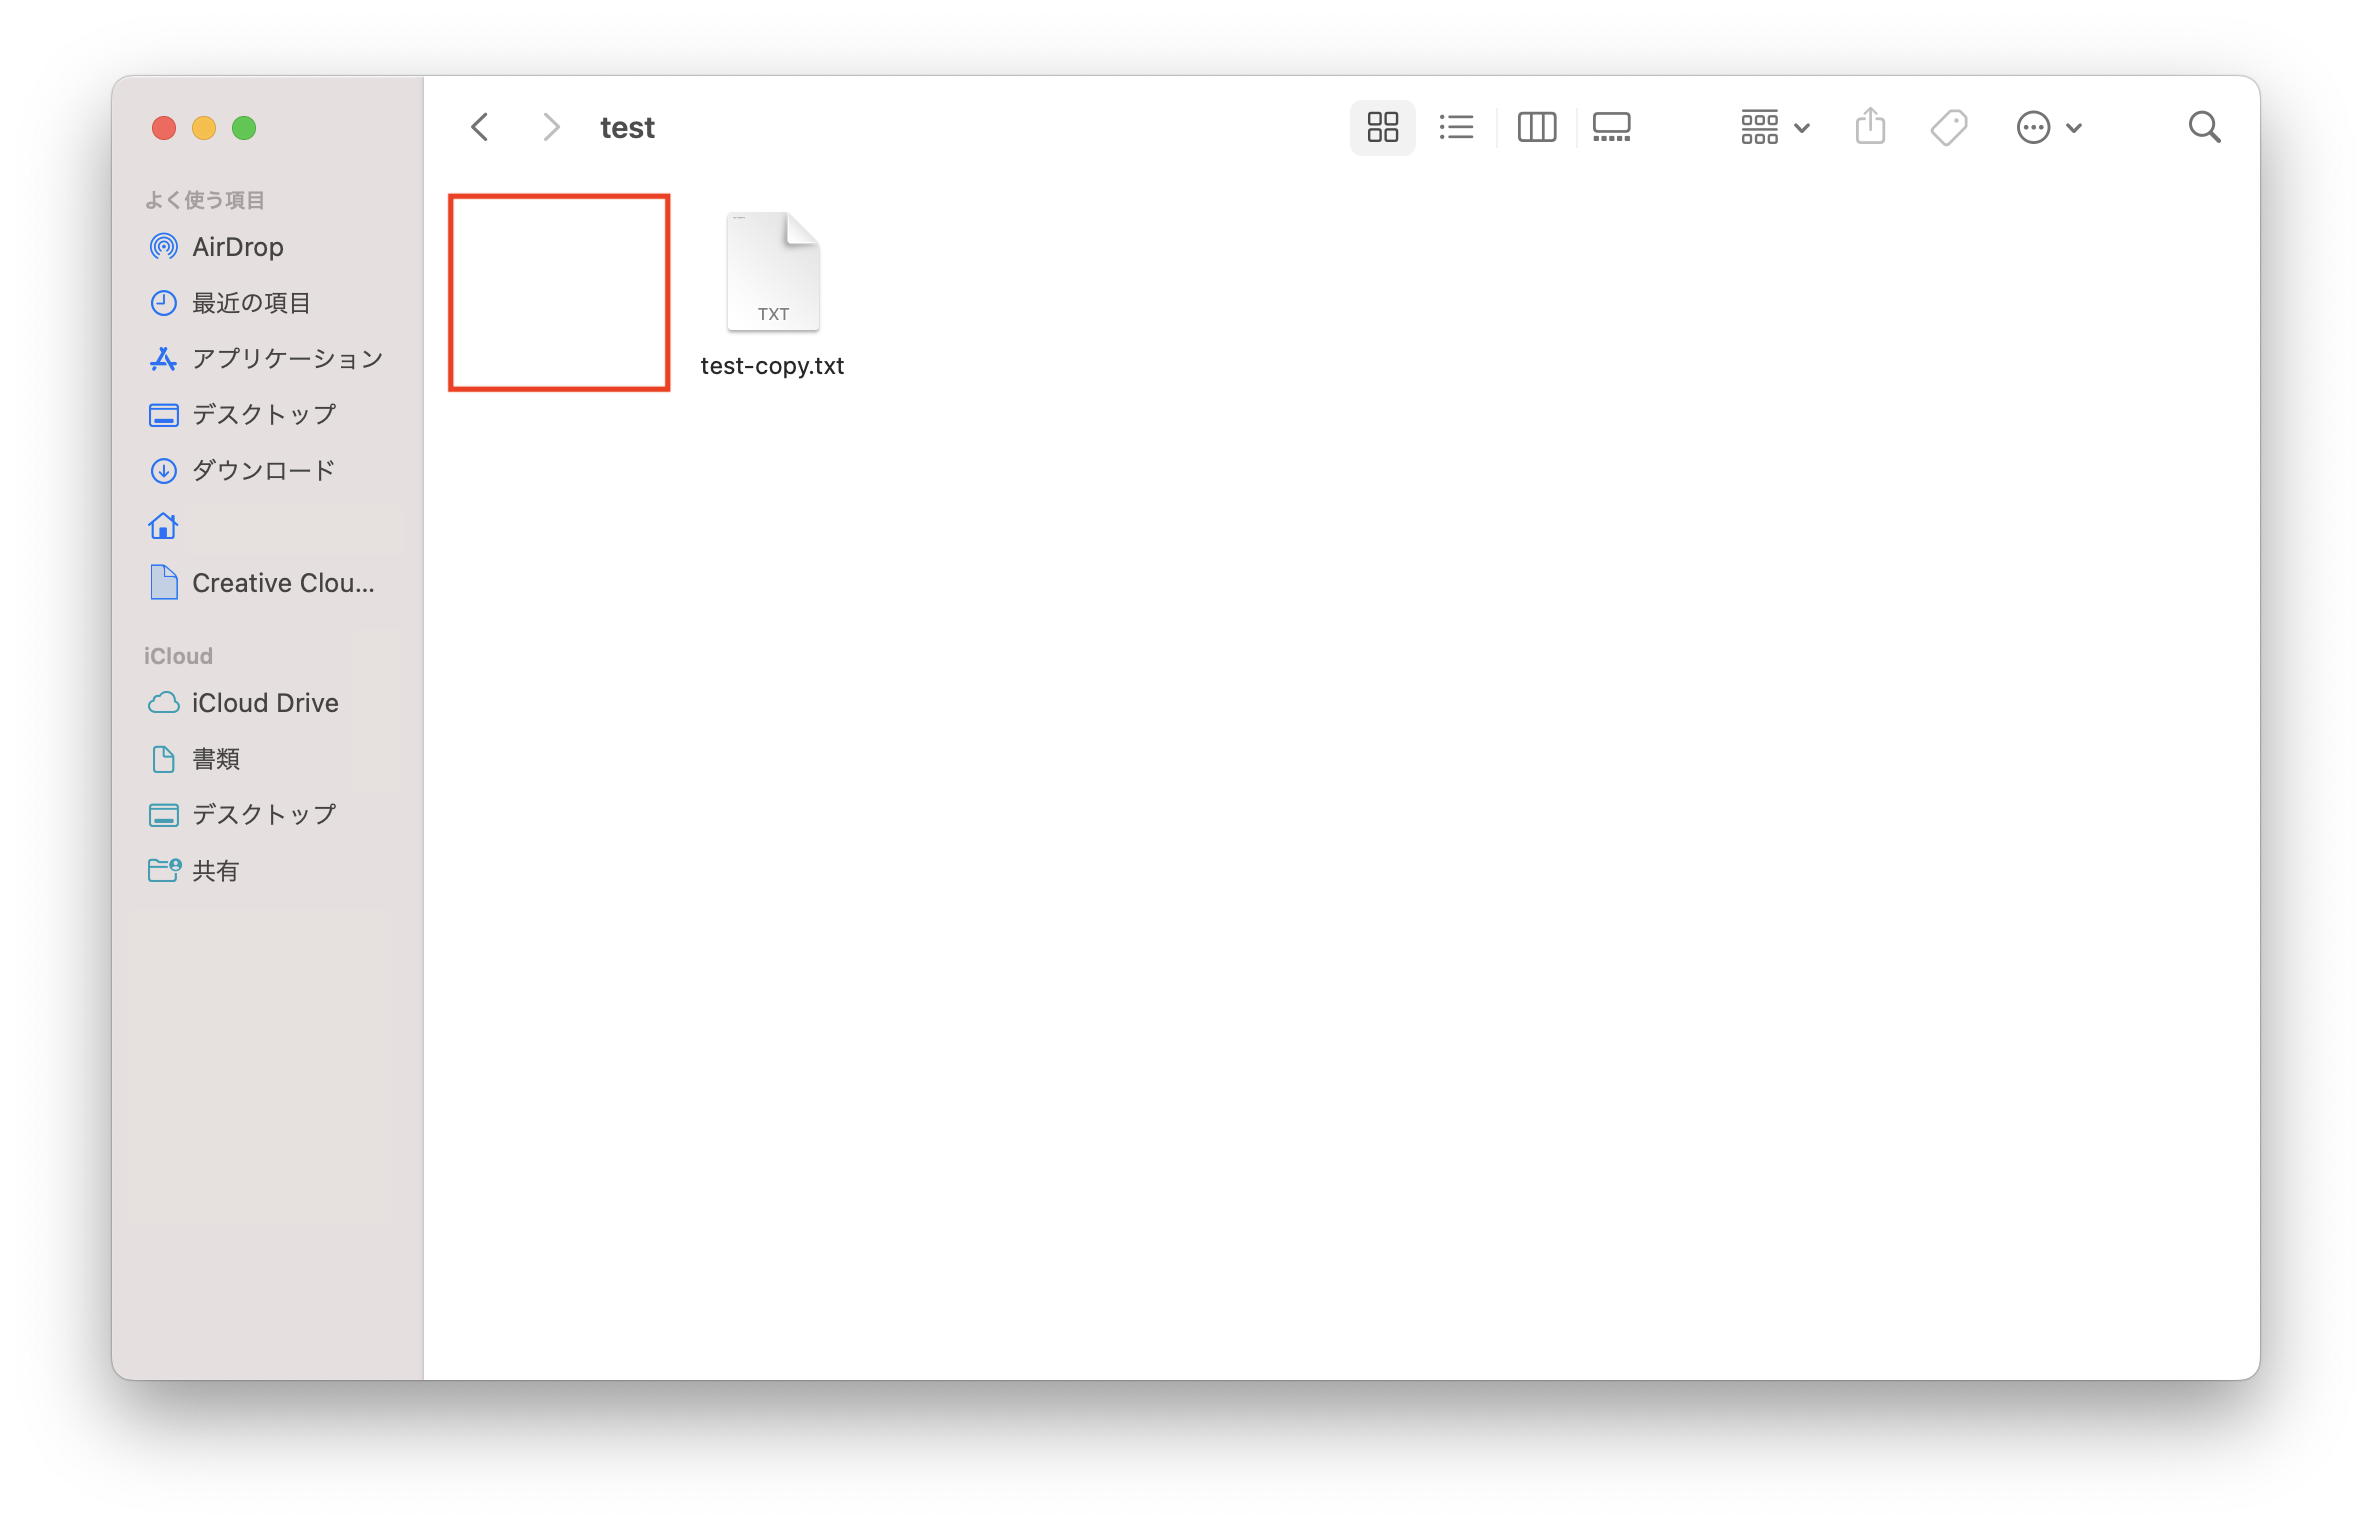 よく使う項目
AirDrop
最近の項目
アプリケーション
デスクトップ
ダウンロード
Creative Clou...
iCloud
iCloud Drive
書類
デスクトップ
共有
test
TXT
test-copy.txt